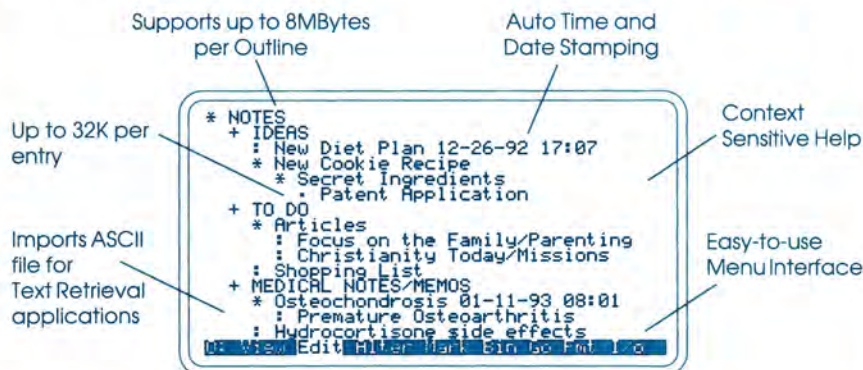 Supports up to 8MBytes
per Outline
Auto Time and
Date Stamping
Up to 32K per
entry
Imports ASCII
file for
Text Retrieval
applications
* NOTES
+ IDEAS
: New Diet Plan 12-26-92 17:07
* New Cookie Recipe
* Secret Ingredients
. Patent Application
+ TO DO
* Articles
: Focus on the Family/Parenting
: Christianity Today/Missions
: Shopping List
+ MEDICAL NOTES/MEMOS
* Osteochondrosis 01-11-93 08:01
: Premature Osteoarthritis
: Hydrocortisone side effects
View Edit Alter Mark Bin Go Fmt
Context
Sensitive Help
Easy-to-use
Menu Interface